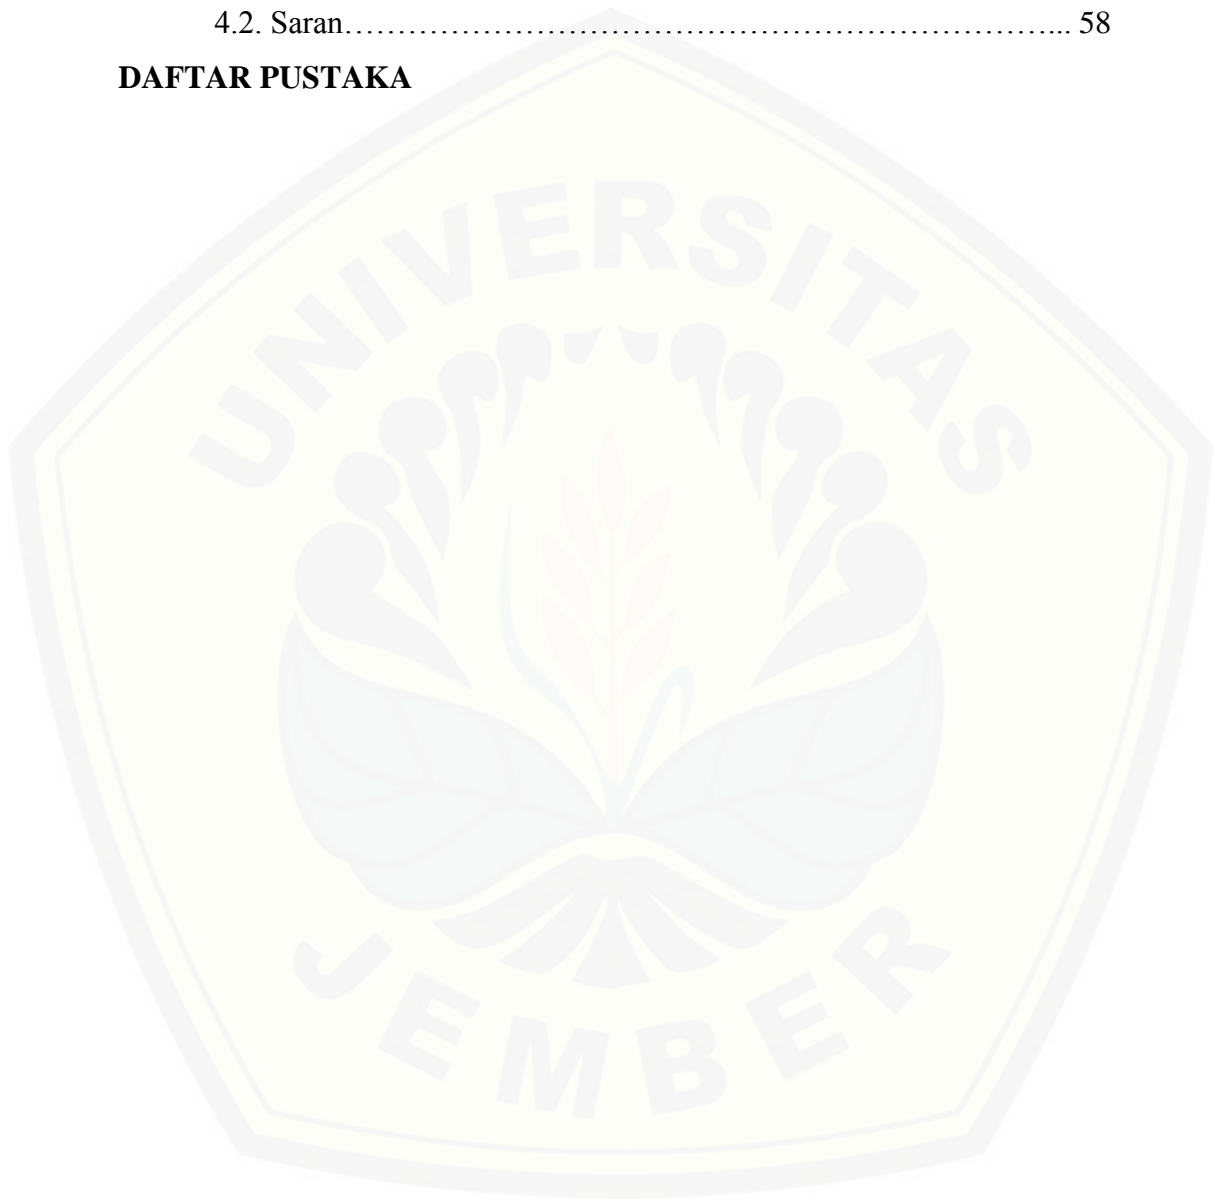 4.2. Saran……………………………………………………………... 58
DAFTAR PUSTAKA
UNIVERSITAS
JEMBER